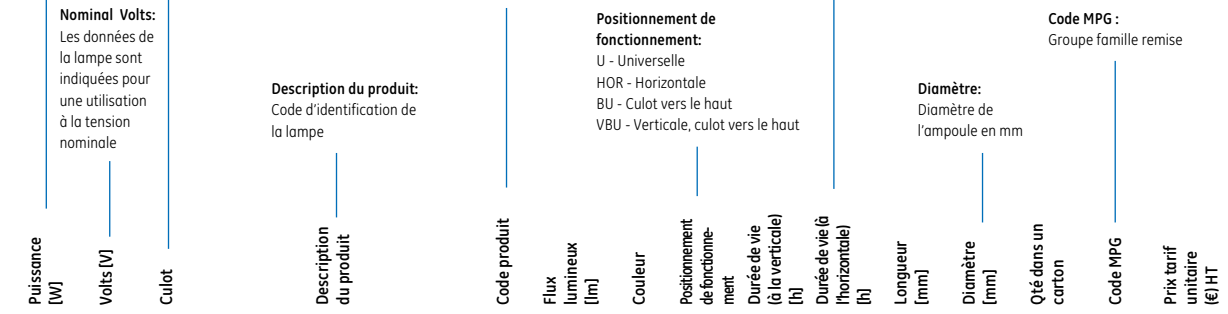 Nominal Volts:
Les données de
la lampe sont
indiquées pour
une utilisation
à la tension
nominale
Description du produit:
Code d'identification de
la lampe
Positionnement de
fonctionnement:
U - Universelle
HOR - Horizontale
BU - Culot vers le haut
VBU - Verticale, culot vers le haut
Diamètre:
Diamètre de
l'ampoule en mm
Code MPG :
Groupe famille remise
Puissance
[W]
Volts [V]
Culot
Description
du produit
Code produit
Flux
lumineux
[lm]
Couleur
Positionnement
de fonctionne-
ment
Durée de vie
(à la verticale)
[h]
Durée de vie (à
l'horizontale)
[h]
Longueur
[mm]
Diamètre
[mm]
Qté dans un
carton
Code MPG
Prix tarif
unitaire
(€) HT